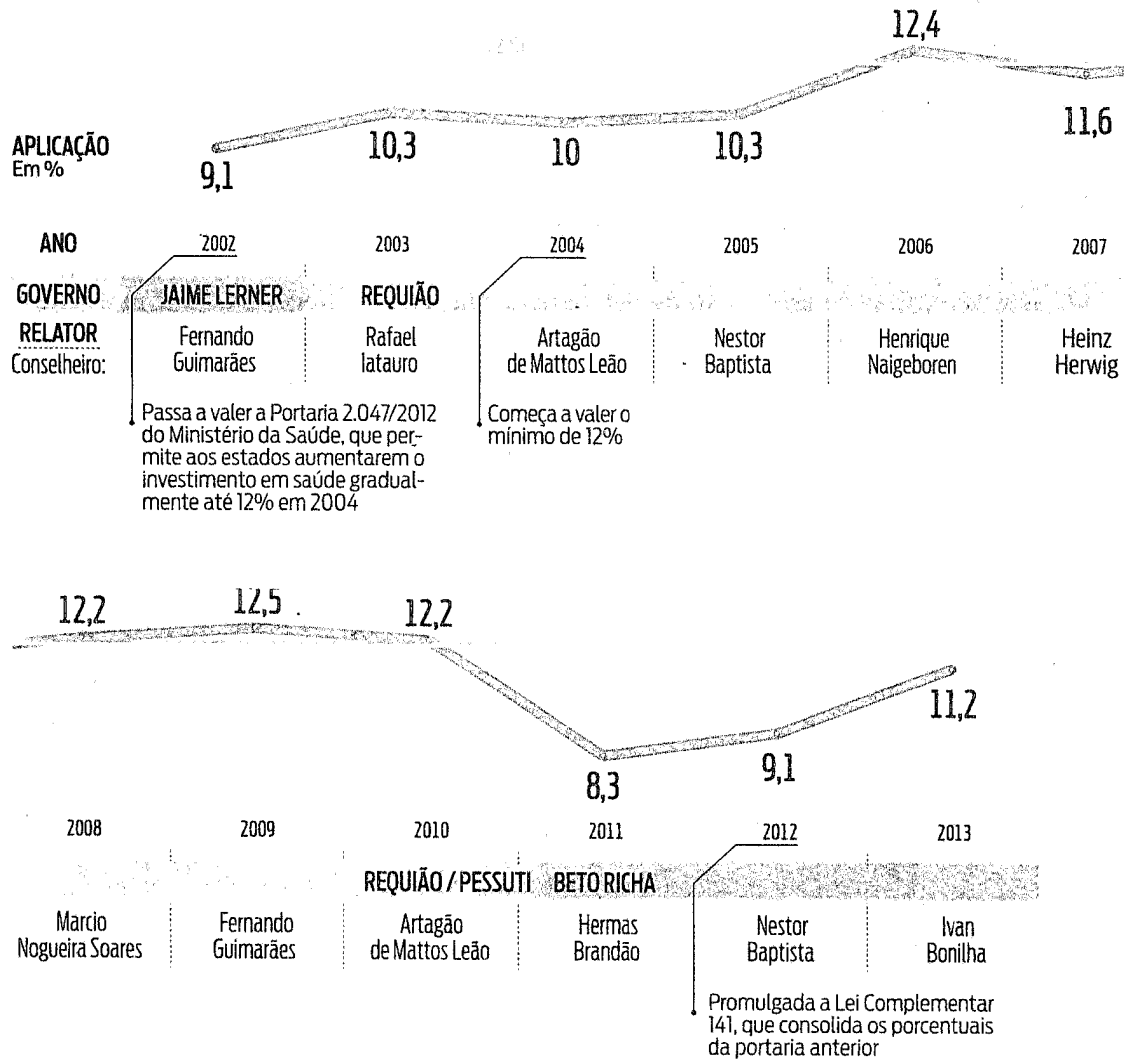 12,4
APLICAÇÃO
Em %
9,1 10,3 10 10,3 11,6
ANO 2002 2003 2004 2005 2006 2007
GOVERNO JAIME LERNER REQUIÃO
RELATOR Fernando Rafael Artagão Nestor Henrique Heinz
Conselheiro: Guimarães Iatauro de Mattos Leão Baptista Naigeboren Herwig
Passa a valer a Portaria 2.047/2012
do Ministério da Saúde, que per-
mite aos estados aumentarem o
investimento em saúde gradual-
mente até 12% em 2004
Começa a valer o
mínimo de 12%
12,2 12,5 12,2
8,3 9,1 11,2
2008 2009 2010 2011 2012 2013
REQUIÃO / PESSUTI BETO RICHA
Marcio Fernando Artagão Hermas Nestor Ivan
Nogueira Soares Guimarães de Mattos Leão Brandão Baptista Bonilha
Promulgada a Lei Complementar
141, que consolida os porcentuais
da portaria anterior